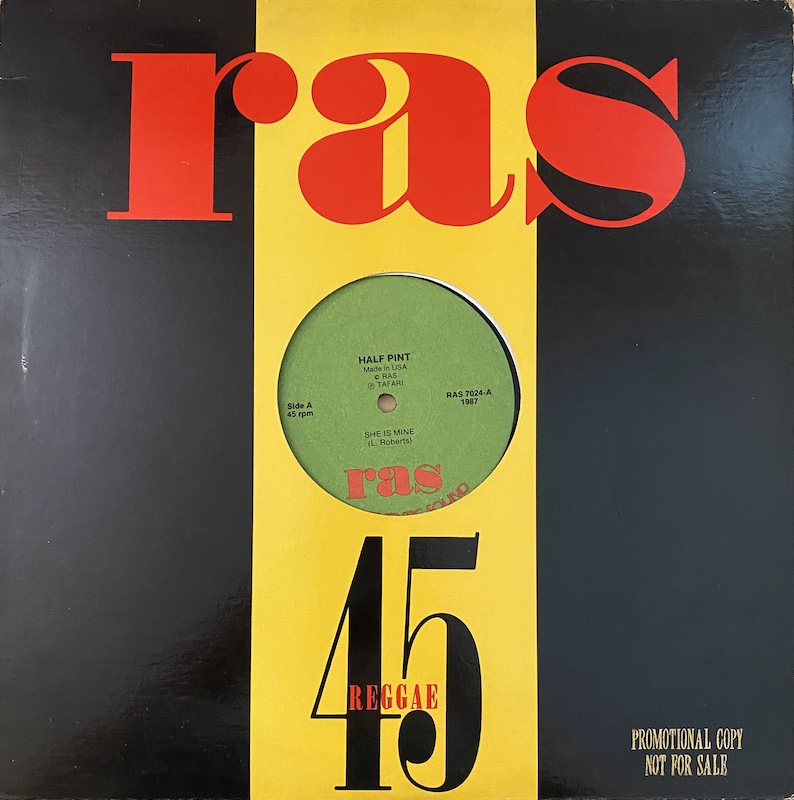 ras
HALF PINT
Made in USA
© RAS
℗ TAFARI
Side A
45 rpm
RAS 7024-A
1987
SHE IS MINE
(L. Roberts)
ras
SOUND
45
REGGAE
PROMOTIONAL COPY
NOT FOR SALE